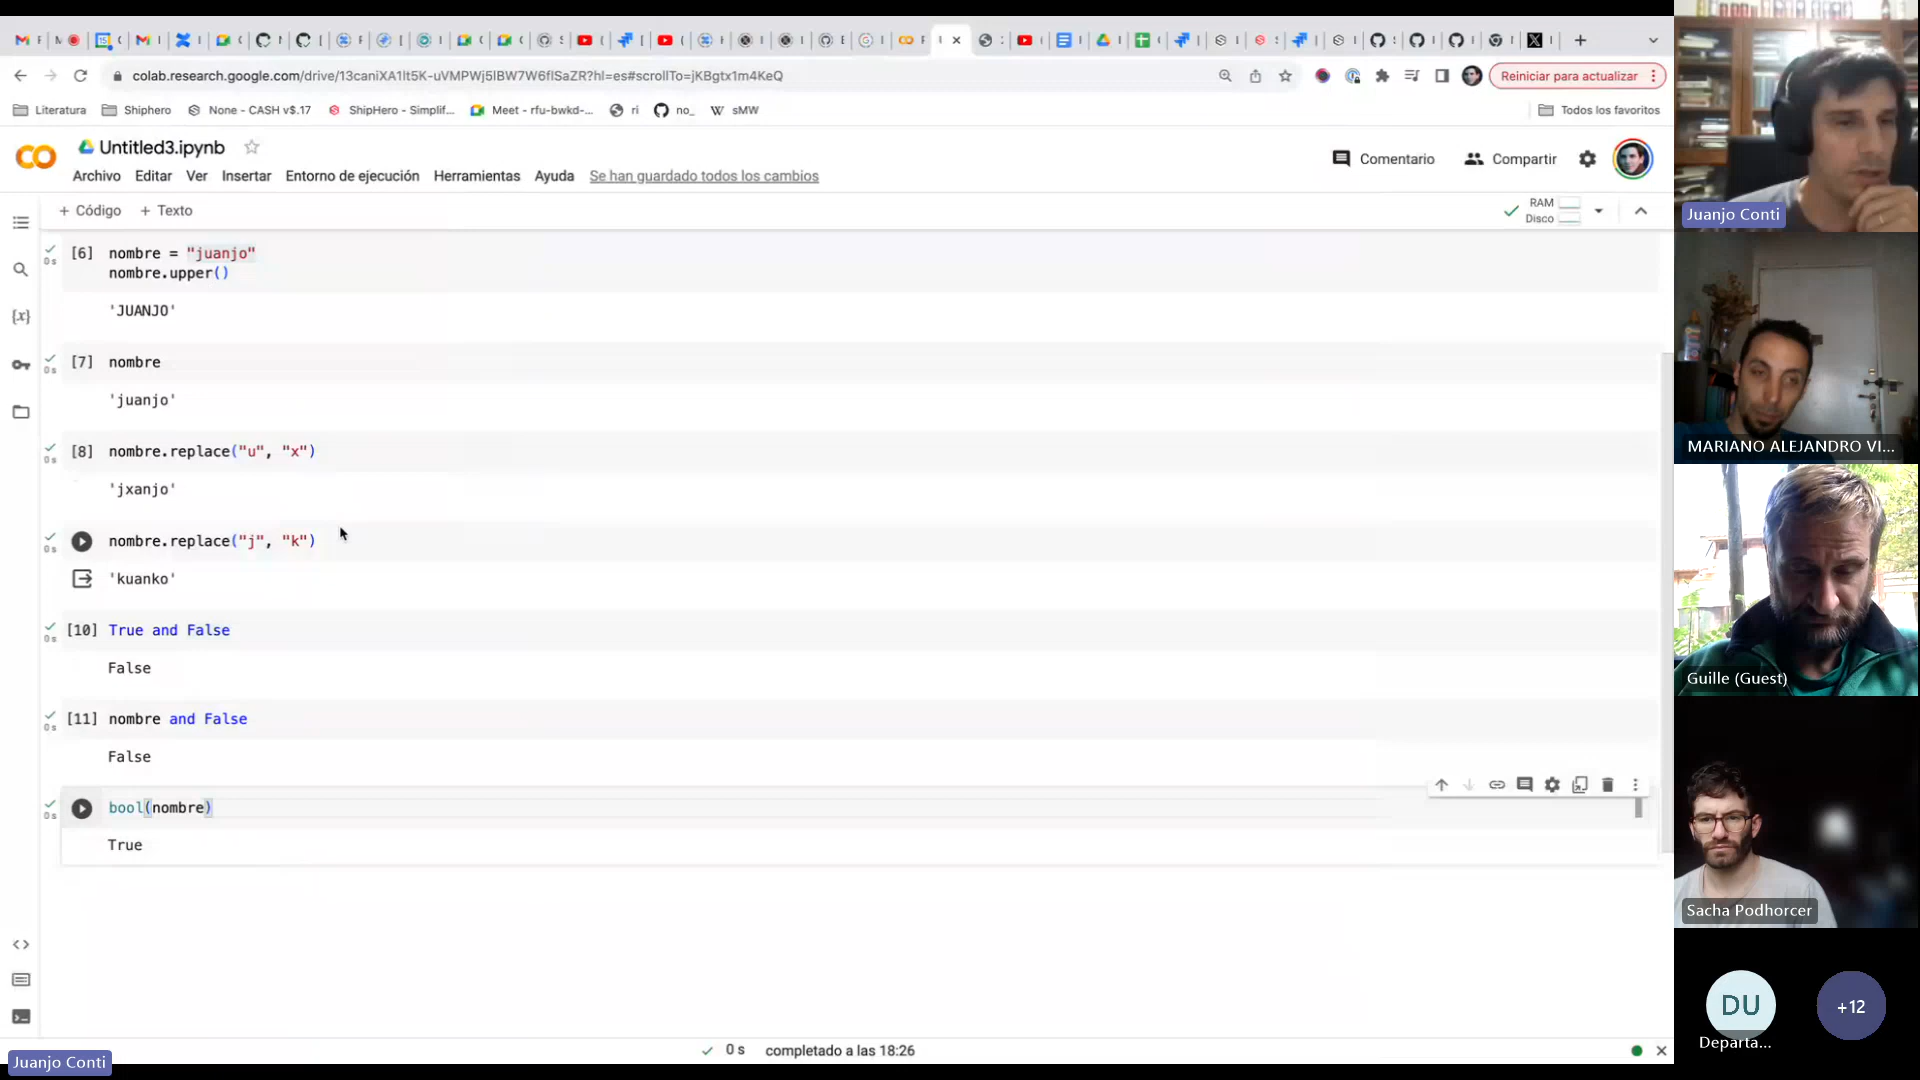 colab.research.google.com/drive/13caniXA1lt5K-uVMPWj5lBW7W6flSaZR?hl=es#scrollTo=jKBgtx1m4KeQ
Reiniciar para actualizar
Literatura
Shiphero
None - CASH v$.17
ShipHero - Simplif...
Meet - rfu-bwkd-...
ri
no_
sMW
Todos los favoritos
Untitled3.ipynb
Comentario
Compartir
Archivo
Editar
Ver
Insertar
Entorno de ejecución
Herramientas
Ayuda
Se han guardado todos los cambios
+ Código
+ Texto
RAM
Disco
[6] nombre = "juanjo"
nombre.upper()
'JUANJO'
[7] nombre
'juanjo'
[8] nombre.replace("u", "x")
'jxanjo'
nombre.replace("j", "k")
'kuanko'
[10] True and False
False
[11] nombre and False
False
bool(nombre)
True
0 s completado a las 18:26
Juanjo Conti
Juanjo Conti
MARIANO ALEJANDRO VI...
Guille (Guest)
Sacha Podhorcer
DU
Departa...
+12